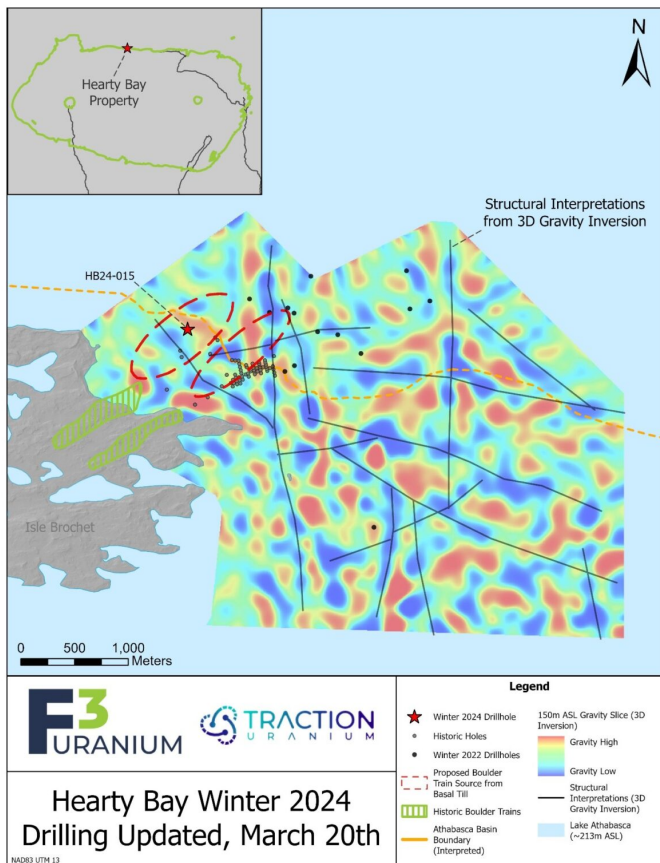 Hearty Bay
Property
N
Structural Interpretations
from 3D Gravity Inversion
HB24-015
Isle Brochet
0 500 1,000
Meters
F3
URANIUM
TRACTION
URANIUM
Hearty Bay Winter 2024
Drilling Updated, March 20th
NAD83 UTM 13
Legend
Winter 2024 Drillhole
Historic Holes
Winter 2022 Drillholes
Proposed Boulder
Train Source from
Basal Till
Historic Boulder Trains
Athabasca Basin
Boundary
(Interpreted)
150m ASL Gravity Slice (3D
Inversion)
Gravity High
Gravity Low
Structural
Interpretations (3D
Gravity Inversion)
Lake Athabasca
(~213m ASL)